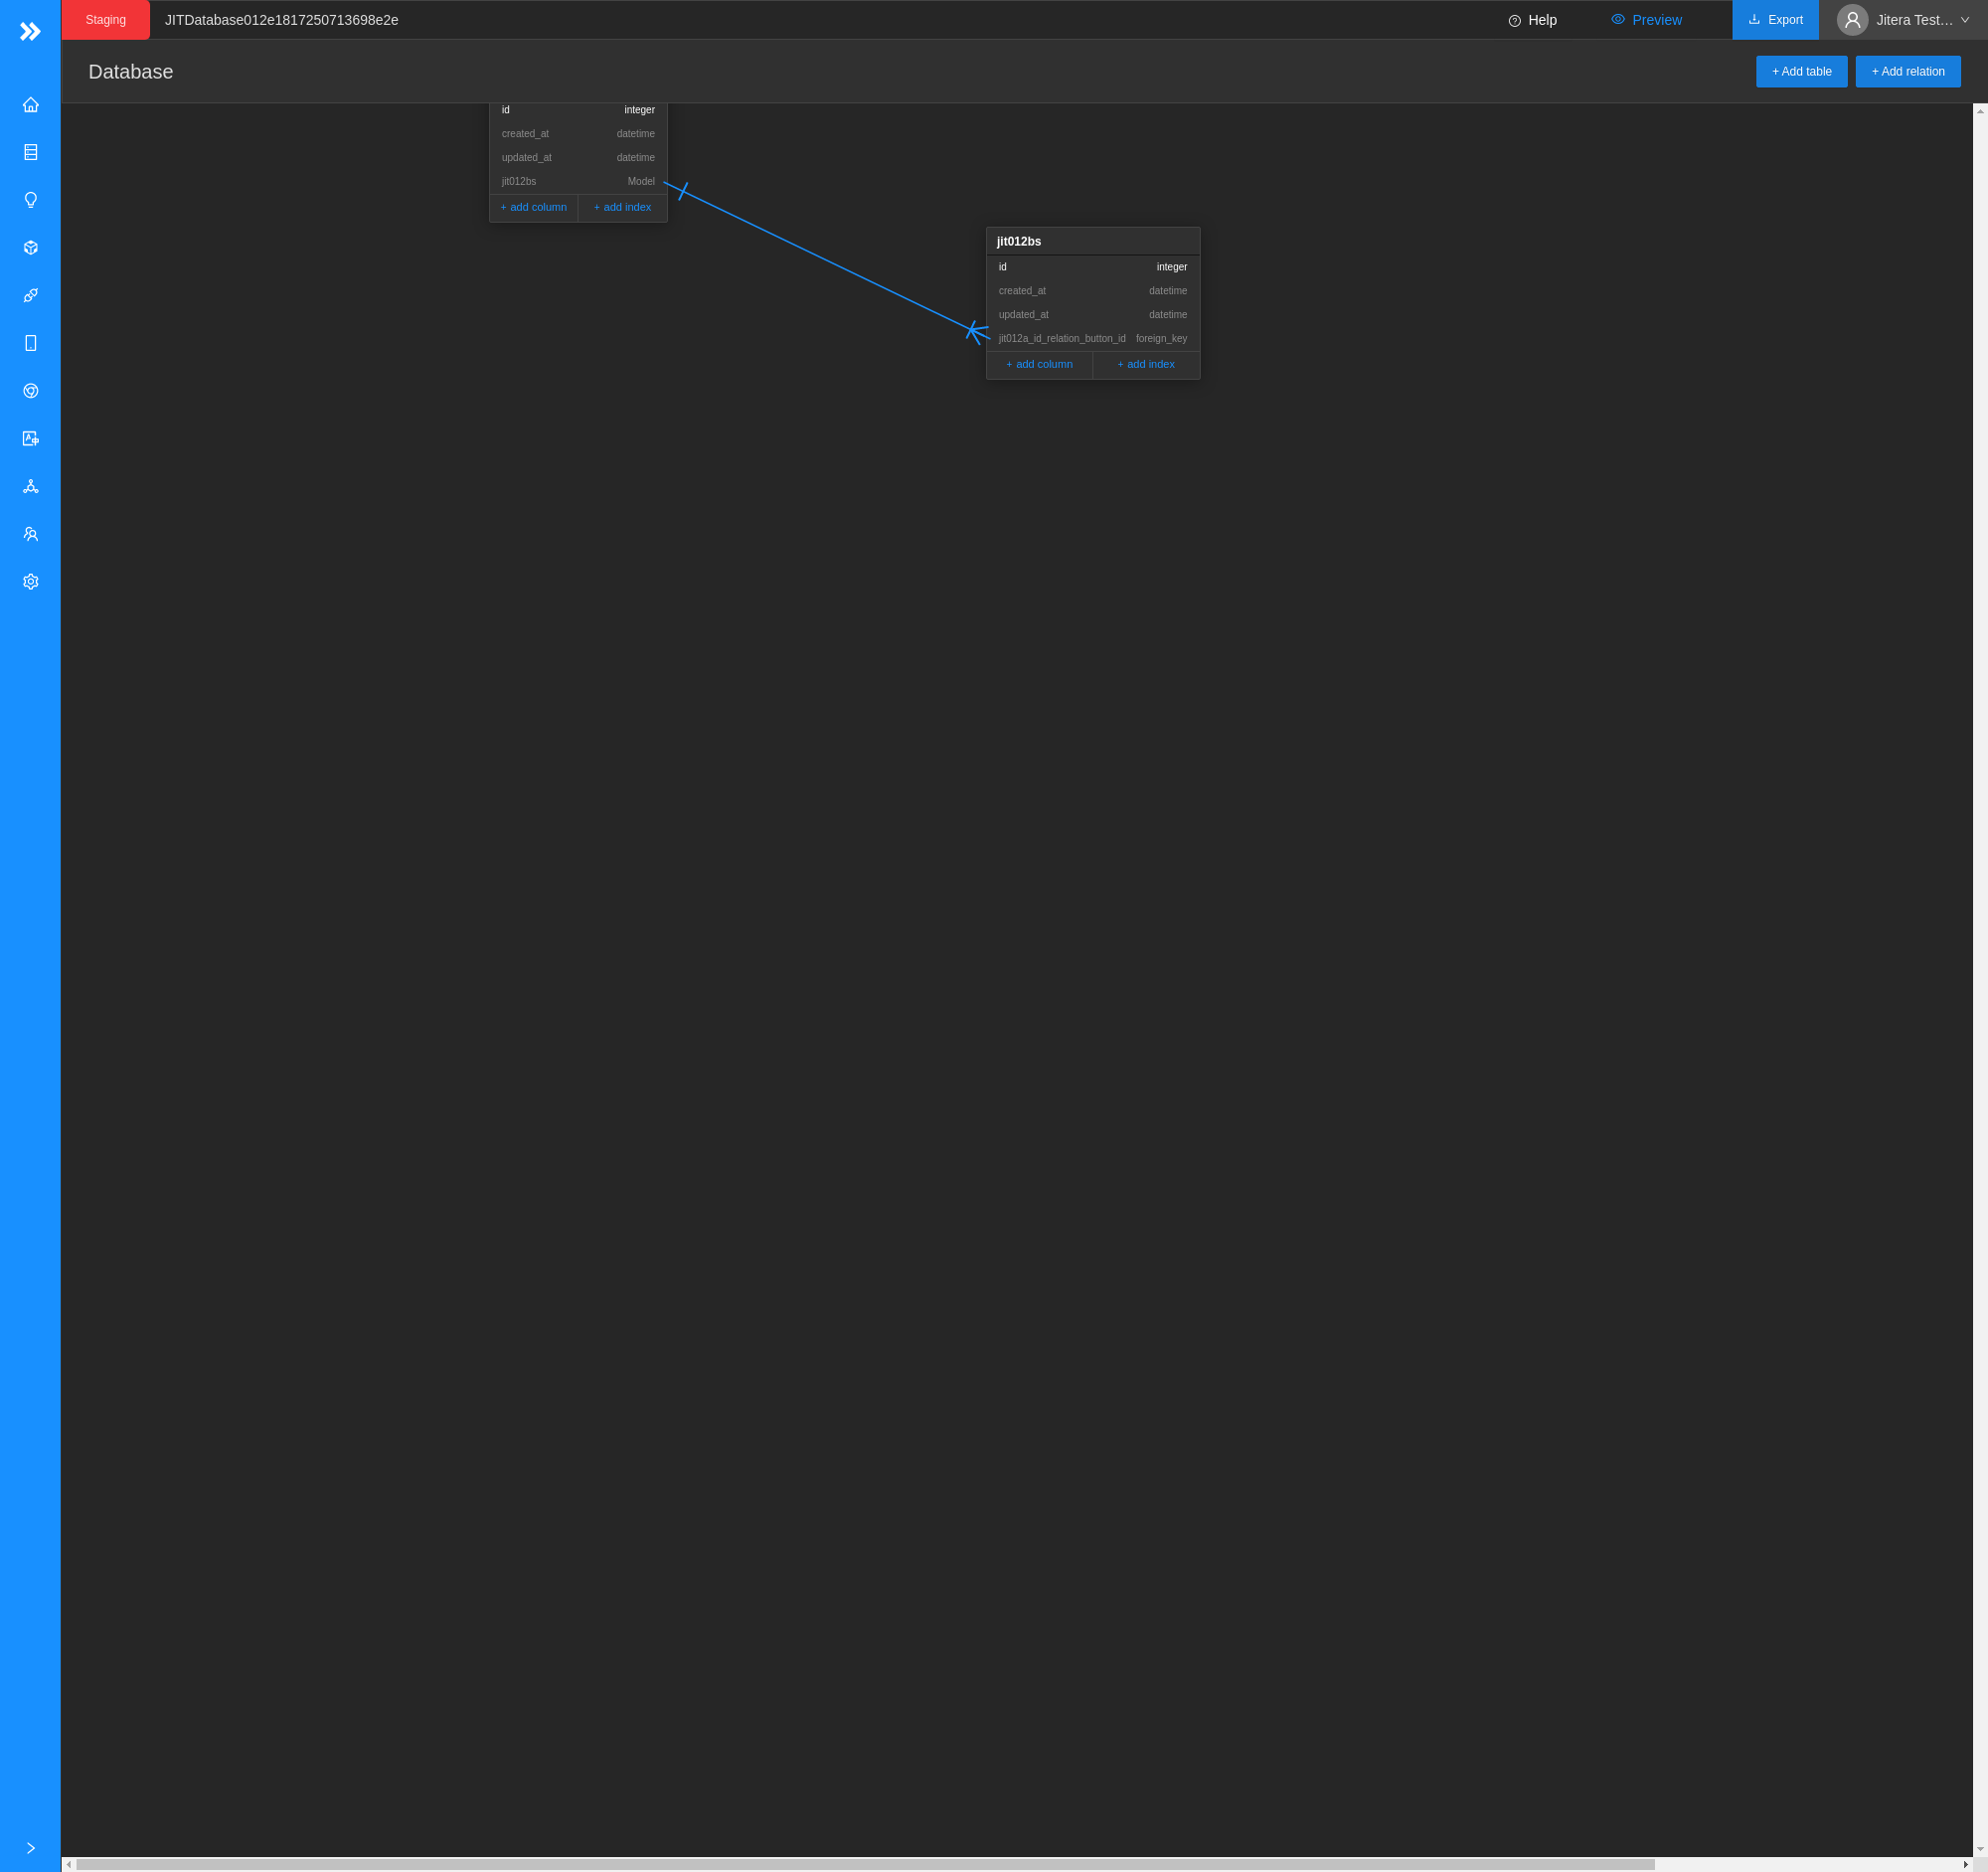 Staging JITDatabase012e1817250713698e2e Help Preview Export Jitera Test...
Database + Add table + Add relation
id integer
created_at datetime
updated_at datetime
jit012bs Model
+ add column + add index
jit012bs
id integer
created_at datetime
updated_at datetime
jit012a_id_relation_button_id foreign_key
+ add column + add index